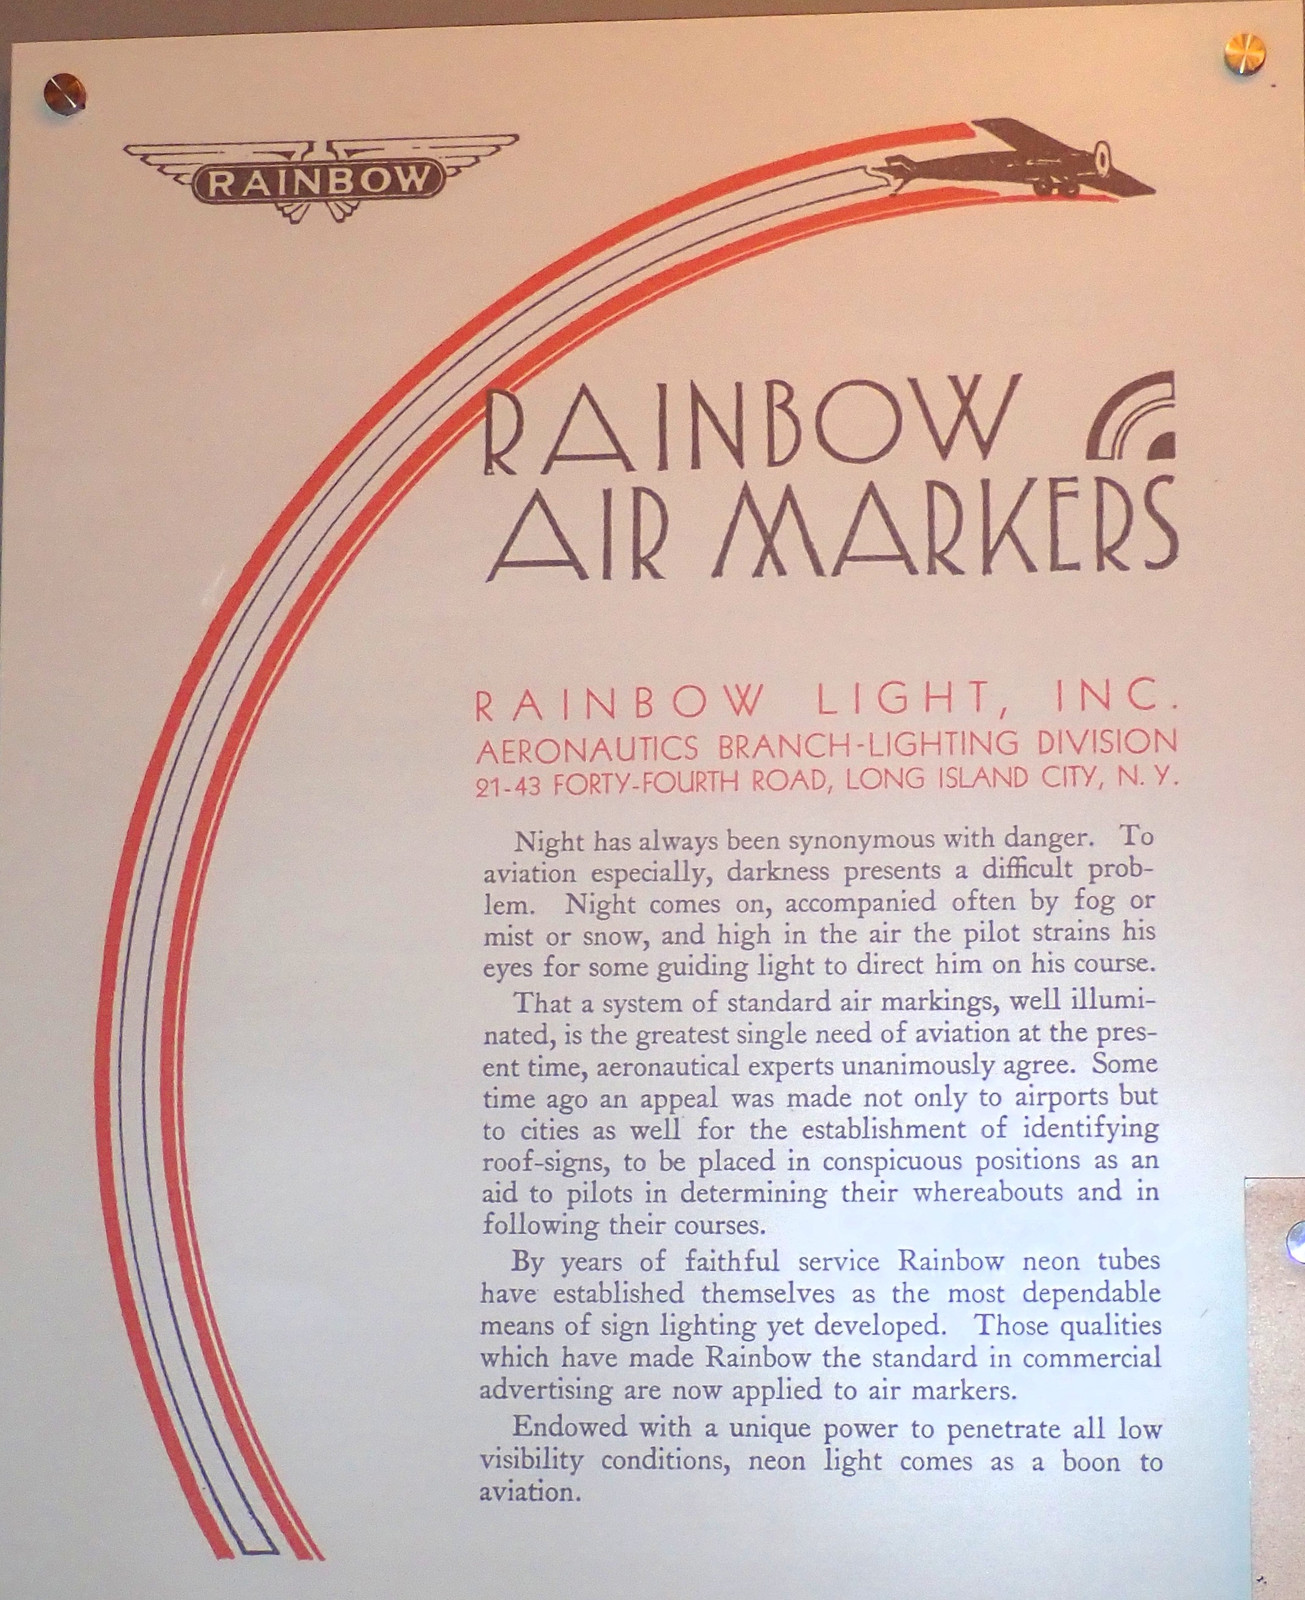 RAINBOW
RAINBOW
AIR MARKERS
RAINBOW LIGHT, INC.
AERONAUTICS BRANCH-LIGHTING DIVISION
21-43 FORTY-FOURTH ROAD, LONG ISLAND CITY, N. Y.
Night has always been synonymous with danger. To
aviation especially, darkness presents a difficult prob-
lem. Night comes on, accompanied often by fog or
mist or snow, and high in the air the pilot strains his
eyes for some guiding light to direct him on his course.
That a system of standard air markings, well illumi-
nated, is the greatest single need of aviation at the pres-
ent time, aeronautical experts unanimously agree. Some
time ago an appeal was made not only to airports but
to cities as well for the establishment of identifying
roof-signs, to be placed in conspicuous positions as an
aid to pilots in determining their whereabouts and in
following their courses.
By years of faithful service Rainbow neon tubes
have established themselves as the most dependable
means of sign lighting yet developed. Those qualities
which have made Rainbow the standard in commercial
advertising are now applied to air markers.
Endowed with a unique power to penetrate all low
visibility conditions, neon light comes as a boon to
aviation.